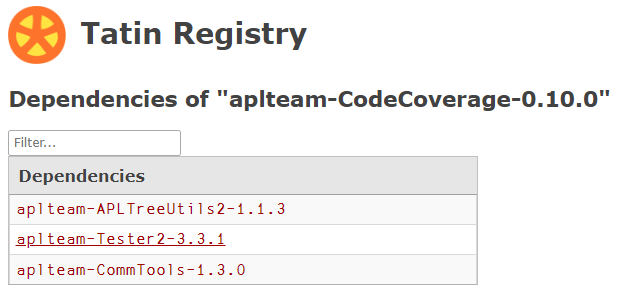 Tatin Registry
Dependencies of "aplteam-CodeCoverage-0.10.0"
Filter...
Dependencies
aplteam-APLTreeUtils2-1.1.3
aplteam-Tester2-3.3.1
aplteam-CommTools-1.3.0